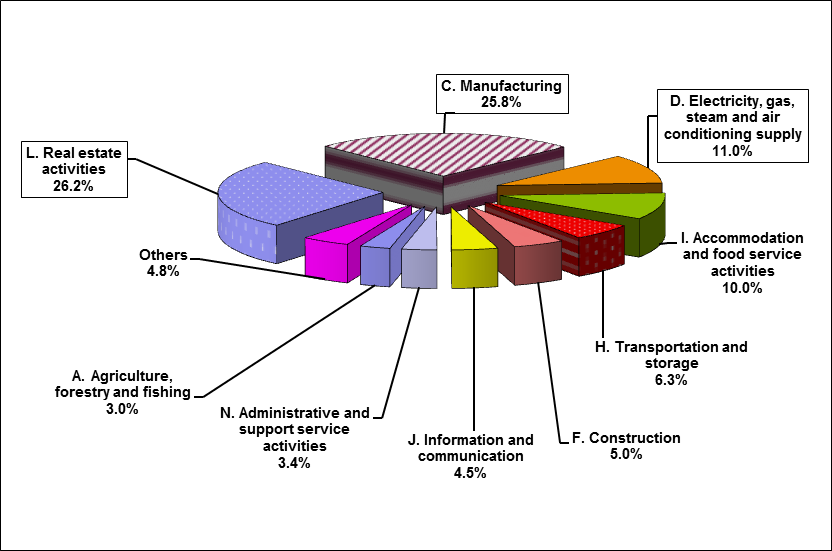 C. Manufacturing
25.8%
D. Electricity, gas,
steam and air
conditioning supply
11.0%
L. Real estate
activities
26.2%
I. Accommodation
and food service
activities
10.0%
Others
4.8%
H. Transportation and
storage
6.3%
A. Agriculture,
forestry and fishing
3.0%
N. Administrative and
support service
activities
3.4%
J. Information and
communication
4.5%
F. Construction
5.0%